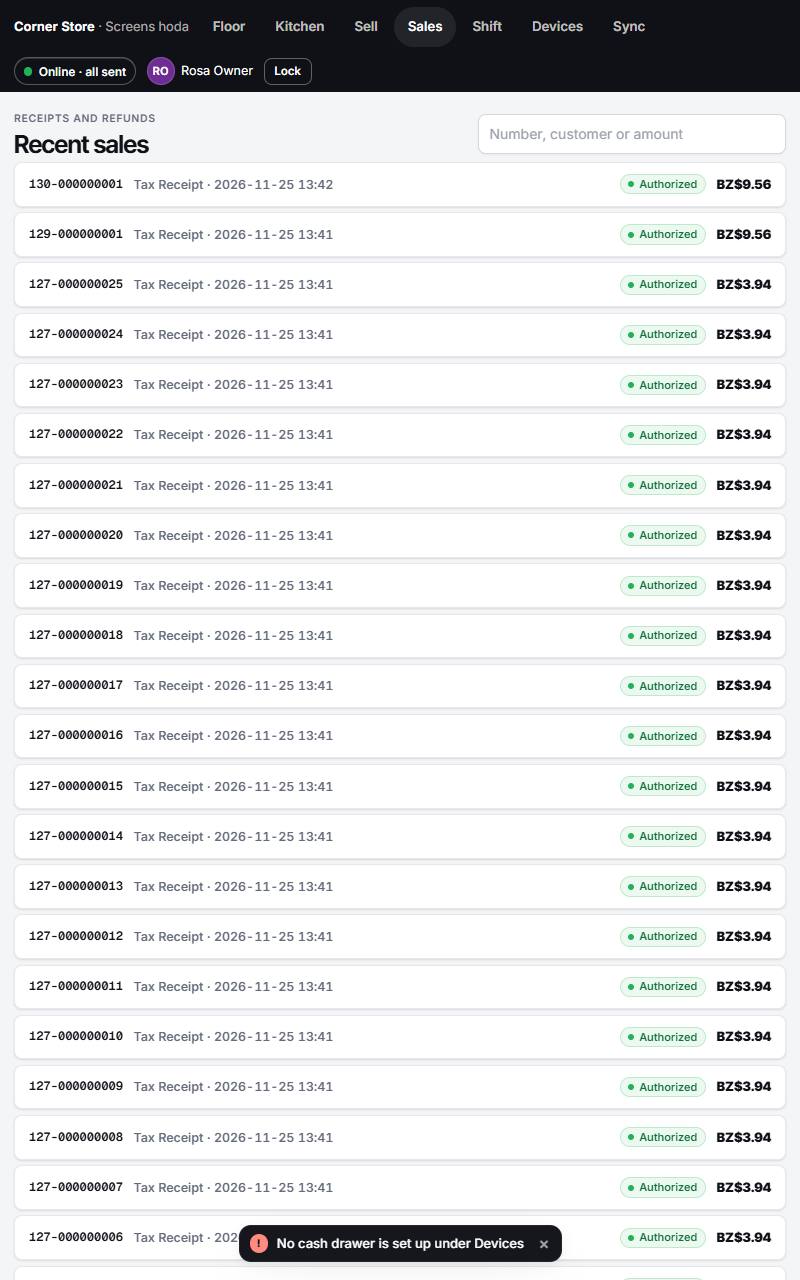 Corner Store · Screens hoda Floor Kitchen Sell Sales Shift Devices Sync
Online · all sent RO Rosa Owner Lock
RECEIPTS AND REFUNDS
Recent sales
Number, customer or amount
130-000000001 Tax Receipt · 2026-11-25 13:42 Authorized BZ$9.56
129-000000001 Tax Receipt · 2026-11-25 13:41 Authorized BZ$9.56
127-000000025 Tax Receipt · 2026-11-25 13:41 Authorized BZ$3.94
127-000000024 Tax Receipt · 2026-11-25 13:41 Authorized BZ$3.94
127-000000023 Tax Receipt · 2026-11-25 13:41 Authorized BZ$3.94
127-000000022 Tax Receipt · 2026-11-25 13:41 Authorized BZ$3.94
127-000000021 Tax Receipt · 2026-11-25 13:41 Authorized BZ$3.94
127-000000020 Tax Receipt · 2026-11-25 13:41 Authorized BZ$3.94
127-000000019 Tax Receipt · 2026-11-25 13:41 Authorized BZ$3.94
127-000000018 Tax Receipt · 2026-11-25 13:41 Authorized BZ$3.94
127-000000017 Tax Receipt · 2026-11-25 13:41 Authorized BZ$3.94
127-000000016 Tax Receipt · 2026-11-25 13:41 Authorized BZ$3.94
127-000000015 Tax Receipt · 2026-11-25 13:41 Authorized BZ$3.94
127-000000014 Tax Receipt · 2026-11-25 13:41 Authorized BZ$3.94
127-000000013 Tax Receipt · 2026-11-25 13:41 Authorized BZ$3.94
127-000000012 Tax Receipt · 2026-11-25 13:41 Authorized BZ$3.94
127-000000011 Tax Receipt · 2026-11-25 13:41 Authorized BZ$3.94
127-000000010 Tax Receipt · 2026-11-25 13:41 Authorized BZ$3.94
127-000000009 Tax Receipt · 2026-11-25 13:41 Authorized BZ$3.94
127-000000008 Tax Receipt · 2026-11-25 13:41 Authorized BZ$3.94
127-000000007 Tax Receipt · 2026-11-25 13:41 Authorized BZ$3.94
127-000000006 Tax Receipt · 202 Authorized BZ$3.94
! No cash drawer is set up under Devices ×